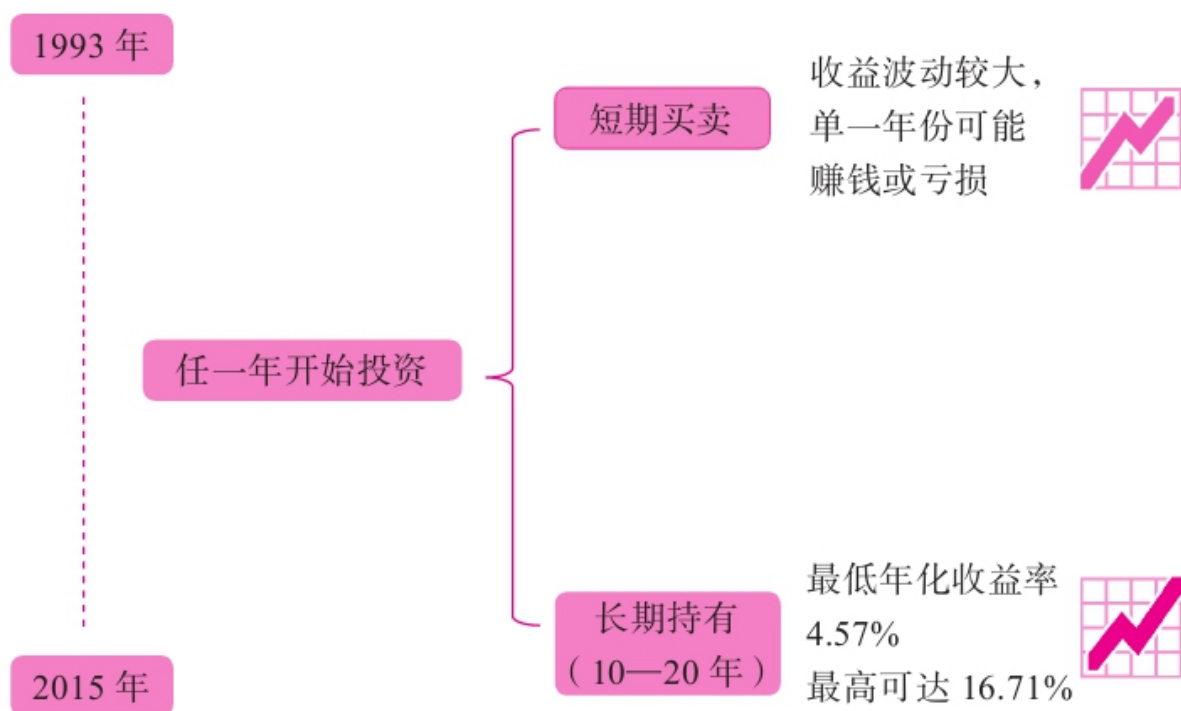 1993 年
短期买卖
收益波动较大，
单一年份可能
赚钱或亏损
任一年开始投资
长期持有
（10—20 年）
最低年化收益率
4.57%
最高可达 16.71%
2015 年